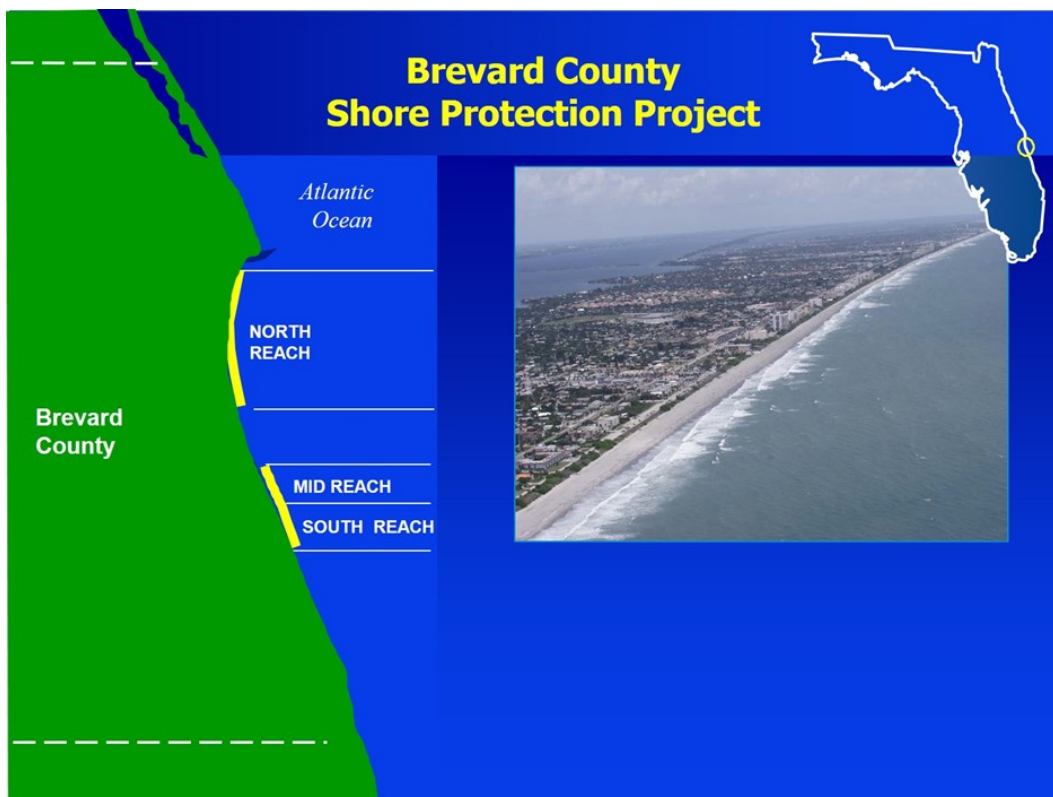 Brevard County
Shore Protection Project
Atlantic
Ocean
NORTH
REACH
Brevard
County
MID REACH
SOUTH REACH